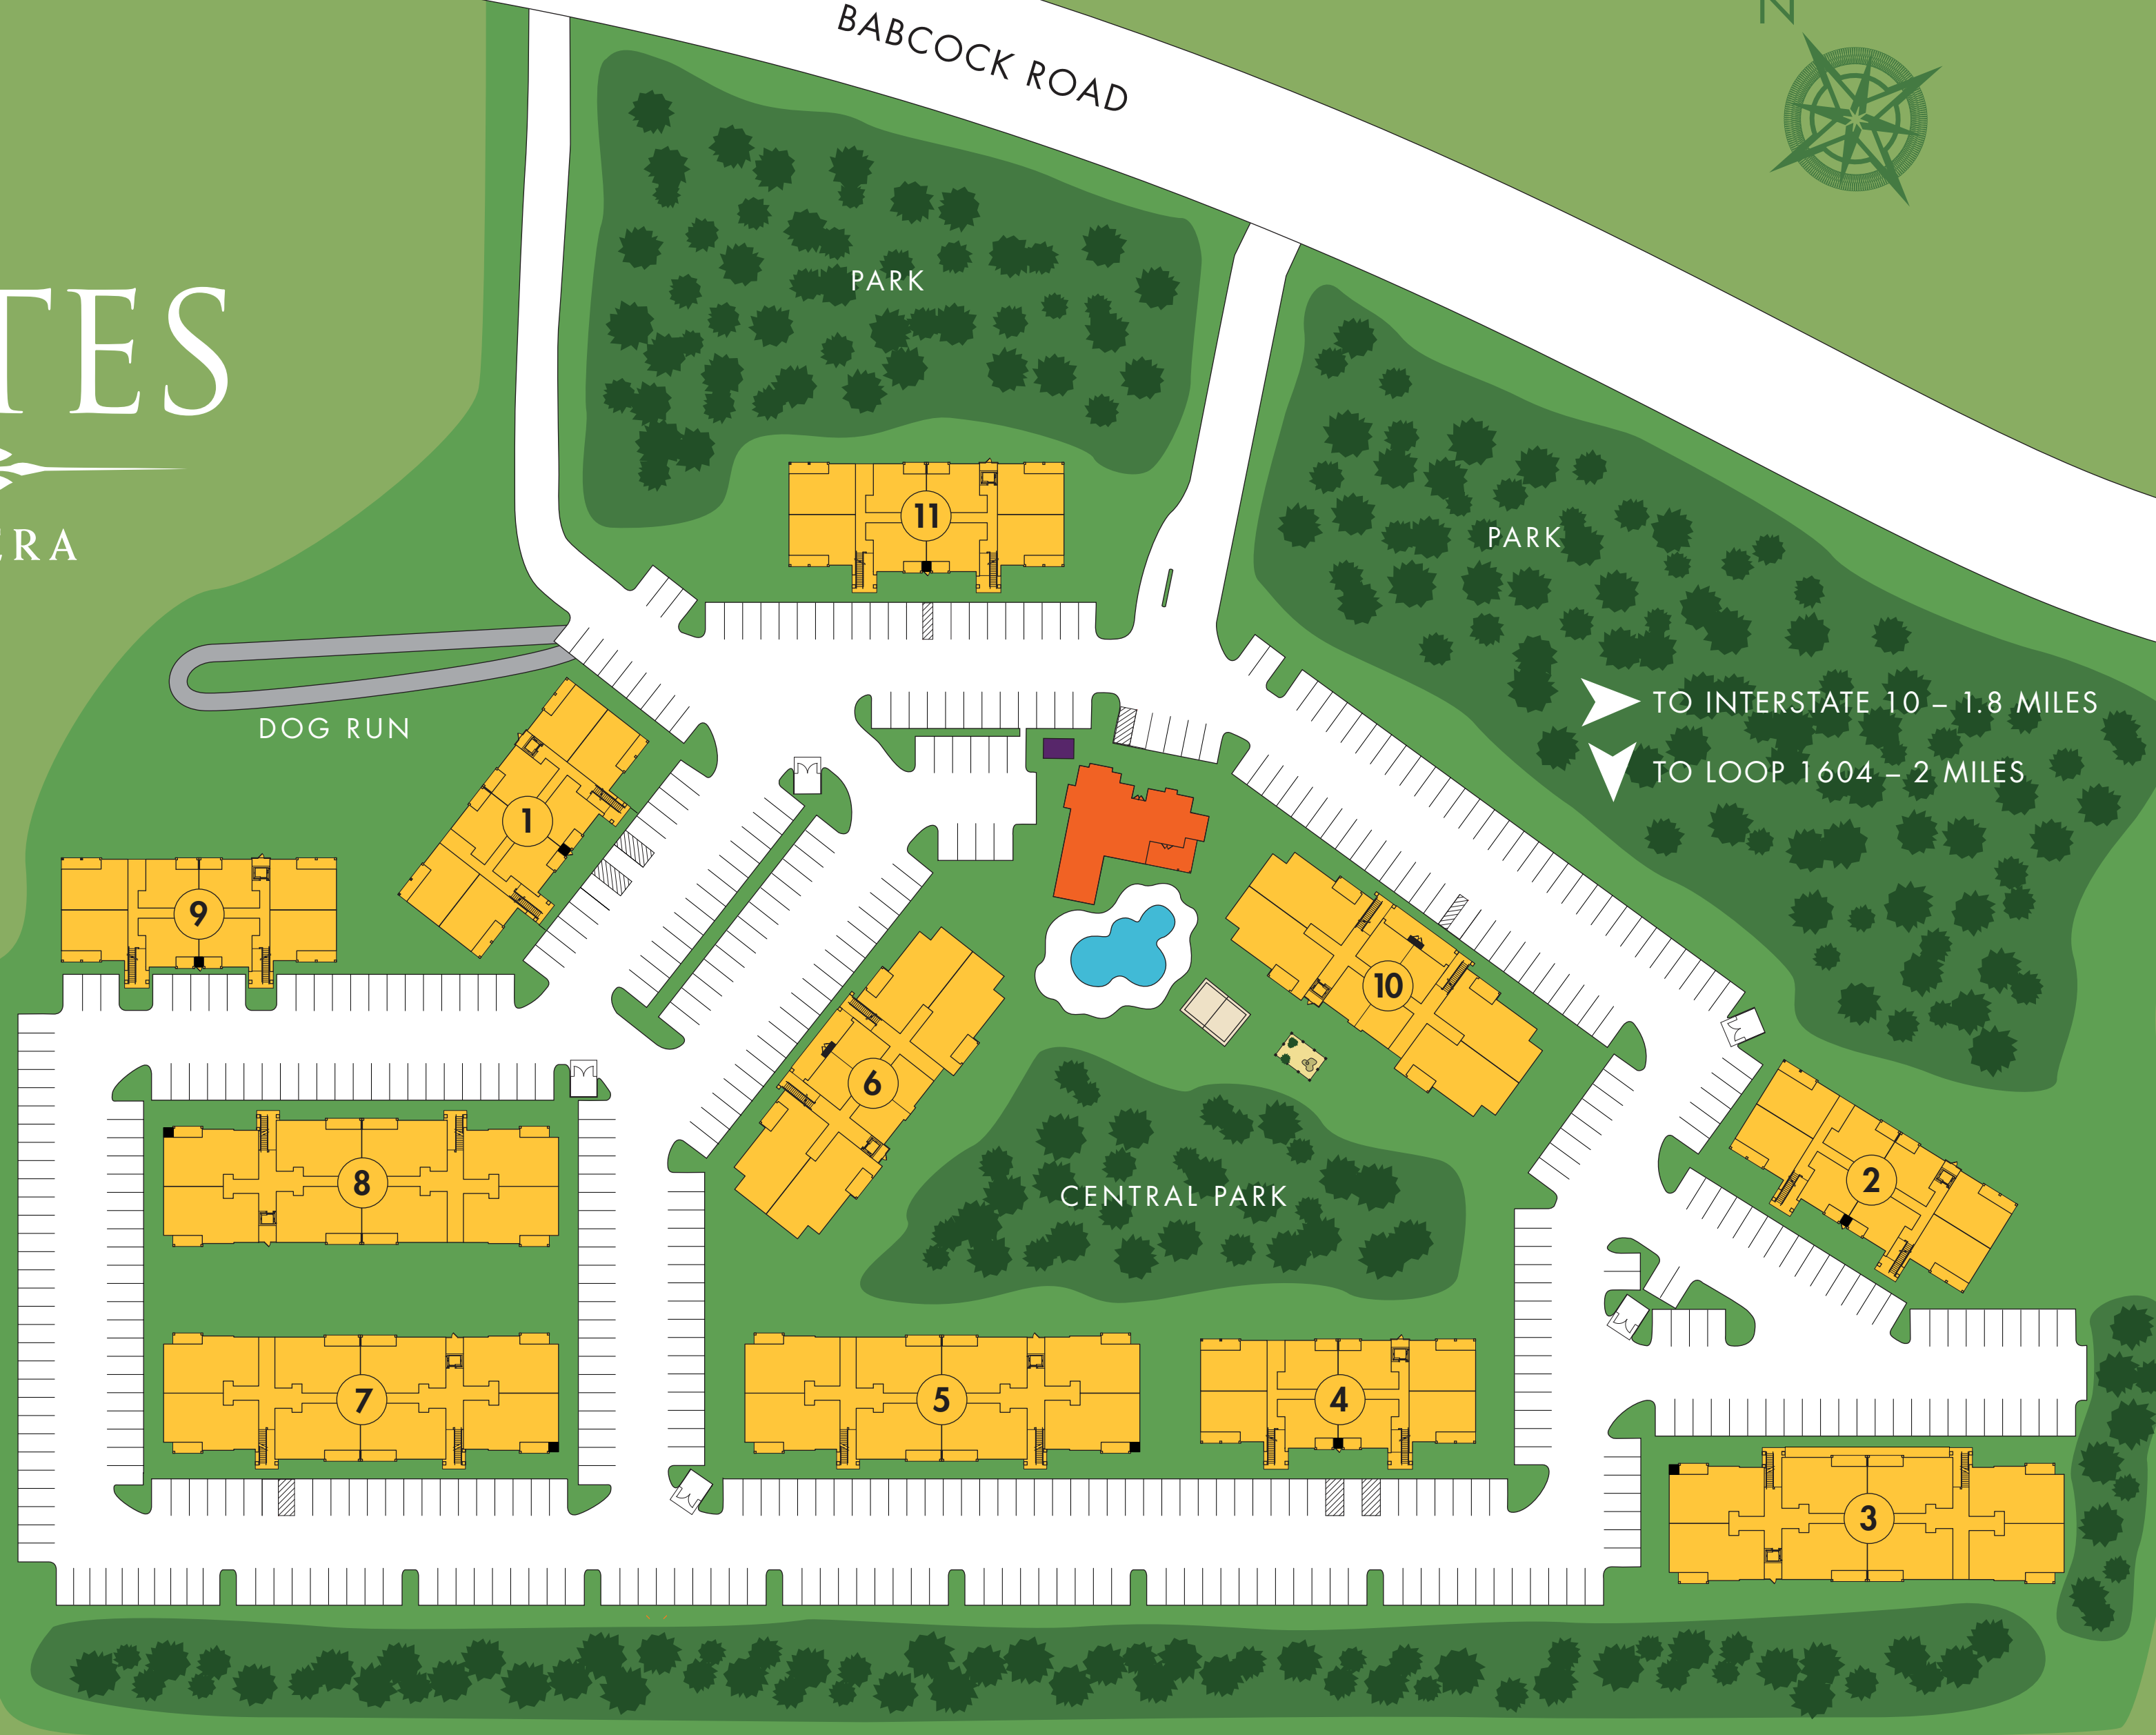 BABCOCK ROAD
N
TES
ERA
PARK
PARK
11
TO INTERSTATE 10 – 1.8 MILES
TO LOOP 1604 – 2 MILES
DOG RUN
1
9
10
6
8
CENTRAL PARK
2
7
5
4
3